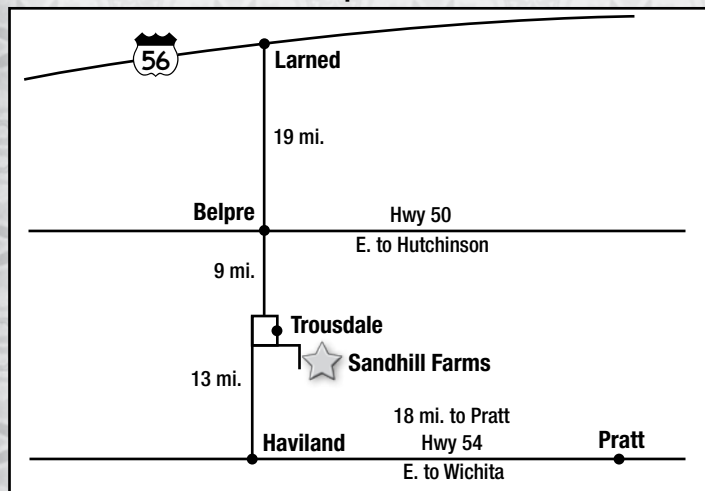 56
Larned
19 mi.
Belpre
Hwy 50
E. to Hutchinson
9 mi.
Trousdale
Sandhill Farms
13 mi.
18 mi. to Pratt
Haviland
Hwy 54
Pratt
E. to Wichita